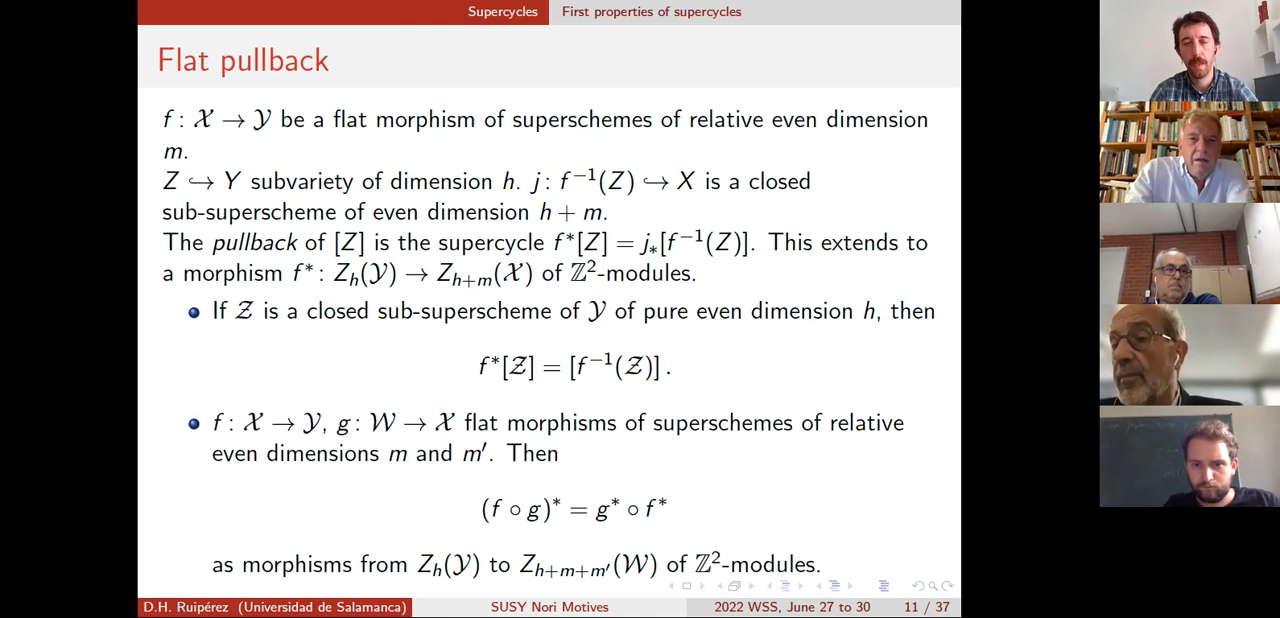 Supercycles First properties of supercycles
Flat pullback
f : 𝒳 → 𝒴 be a flat morphism of superschemes of relative even dimension
m.
Z ↪ Y subvariety of dimension h. j : f⁻¹(Z) ↪ X is a closed
sub-superscheme of even dimension h + m.
The pullback of [Z] is the supercycle f*[Z] = j_*[f⁻¹(Z)]. This extends to
a morphism f* : Z_h(𝒴) → Z_{h+m}(𝒳) of ℤ²-modules.
If 𝒵 is a closed sub-superscheme of 𝒴 of pure even dimension h, then
f*[𝒵] = [f⁻¹(𝒵)] .
f : 𝒳 → 𝒴, g : 𝒲 → 𝒳 flat morphisms of superschemes of relative
even dimensions m and m′. Then
(f ∘ g)* = g* ∘ f*
as morphisms from Z_h(𝒴) to Z_{h+m+m′}(𝒲) of ℤ²-modules.
D.H. Ruipérez (Universidad de Salamanca) SUSY Nori Motives 2022 WSS, June 27 to 30 11 / 37